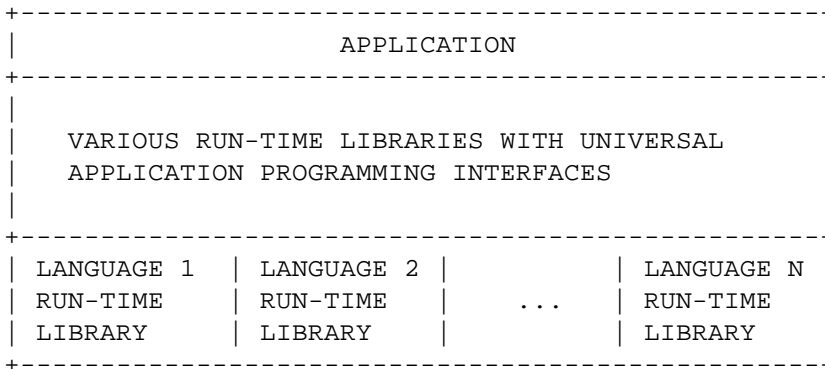 APPLICATION
VARIOUS RUN-TIME LIBRARIES WITH UNIVERSAL
APPLICATION PROGRAMMING INTERFACES
LANGUAGE 1 LANGUAGE 2 LANGUAGE N
RUN-TIME RUN-TIME ... RUN-TIME
LIBRARY LIBRARY LIBRARY